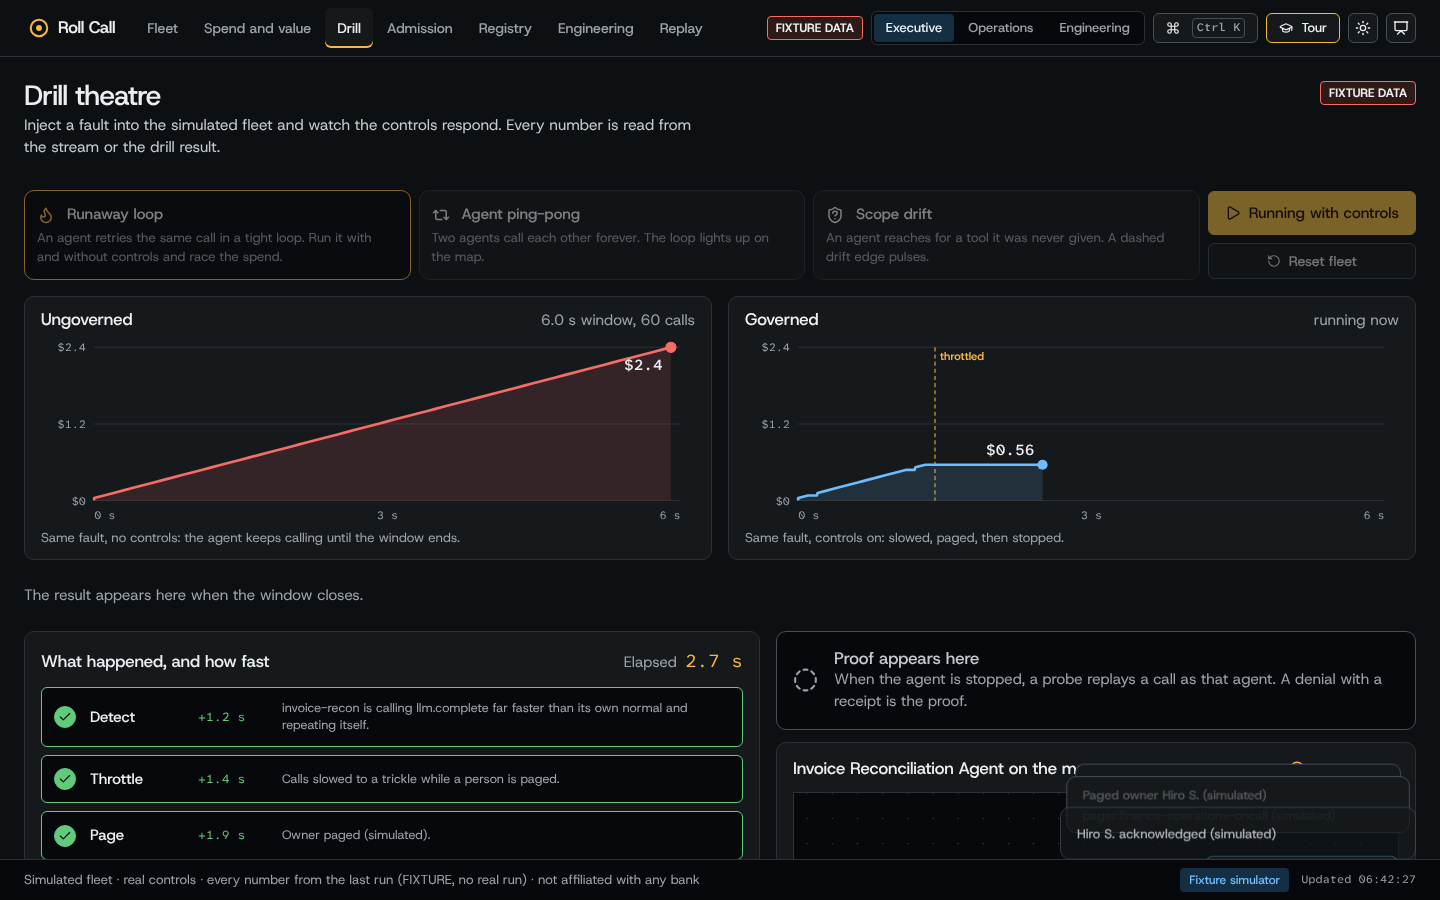 Roll Call
Fleet
Spend and value
Drill
Admission
Registry
Engineering
Replay
FIXTURE DATA
Executive
Operations
Engineering
⌘ Ctrl K
Tour
Drill theatre
FIXTURE DATA
Inject a fault into the simulated fleet and watch the controls respond. Every number is read from
the stream or the drill result.
Runaway loop
An agent retries the same call in a tight loop. Run it with
and without controls and race the spend.
Agent ping-pong
Two agents call each other forever. The loop lights up on
the map.
Scope drift
An agent reaches for a tool it was never given. A dashed
drift edge pulses.
Running with controls
Reset fleet
Ungoverned
6.0 s window, 60 calls
$2.4
$2.4
$1.2
$0
0 s
3 s
6 s
Same fault, no controls: the agent keeps calling until the window ends.
Governed
running now
$2.4
throttled
$1.2
$0.56
$0
0 s
3 s
6 s
Same fault, controls on: slowed, paged, then stopped.
The result appears here when the window closes.
What happened, and how fast
Elapsed 2.7 s
Detect
+1.2 s
invoice-recon is calling llm.complete far faster than its own normal and
repeating itself.
Throttle
+1.4 s
Calls slowed to a trickle while a person is paged.
Page
+1.9 s
Owner paged (simulated).
Proof appears here
When the agent is stopped, a probe replays a call as that agent. A denial with a
receipt is the proof.
Invoice Reconciliation Agent on the m
Paged owner Hiro S. (simulated)
pager:finance-operations-oncall (simulated)
Hiro S. acknowledged (simulated)
Simulated fleet · real controls · every number from the last run (FIXTURE, no real run) · not affiliated with any bank
Fixture simulator
Updated 06:42:27